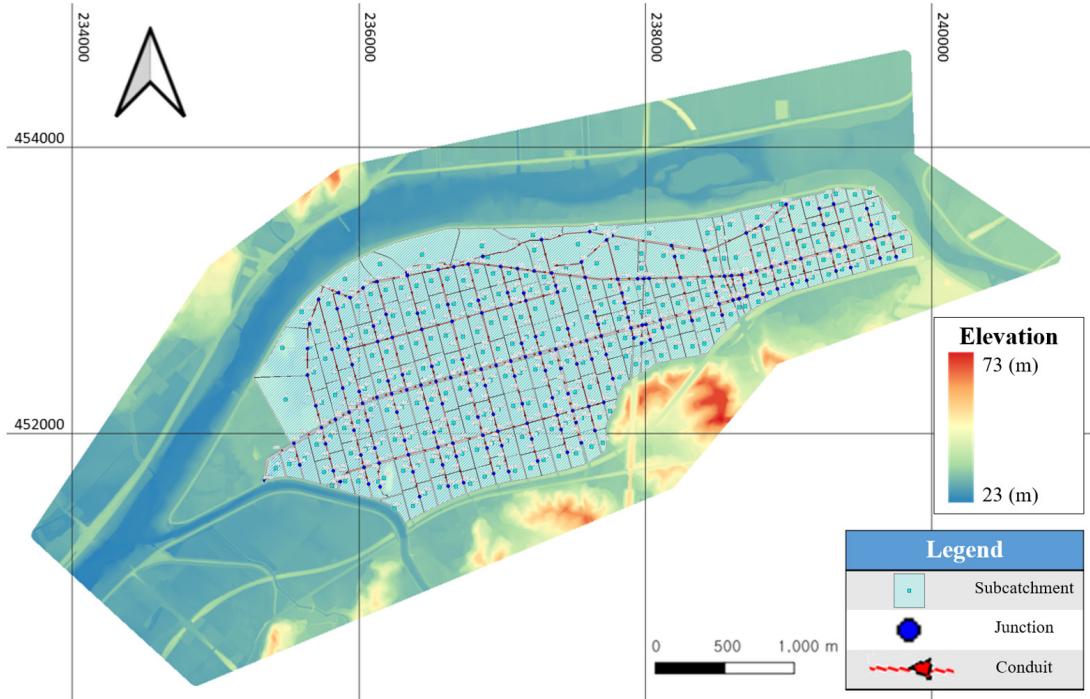 234000
236000
238000
240000
454000
452000
Elevation
73 (m)
23 (m)
Legend
Subcatchment
Junction
Conduit
0 500 1,000 m